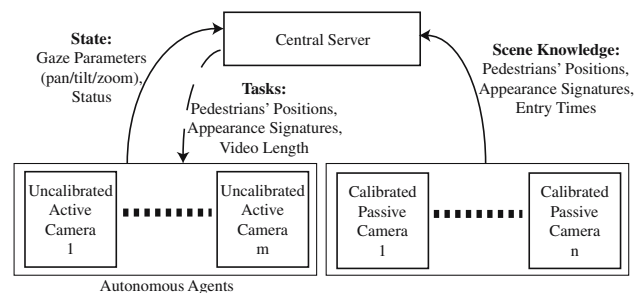 State:
Gaze Parameters
(pan/tilt/zoom),
Status
Central Server
Scene Knowledge:
Pedestrians' Positions,
Appearance Signatures,
Entry Times
Tasks:
Pedestrians' Positions,
Appearance Signatures,
Video Length
Uncalibrated
Active
Camera
1
Uncalibrated
Active
Camera
m
Calibrated
Passive
Camera
1
Calibrated
Passive
Camera
n
Autonomous Agents